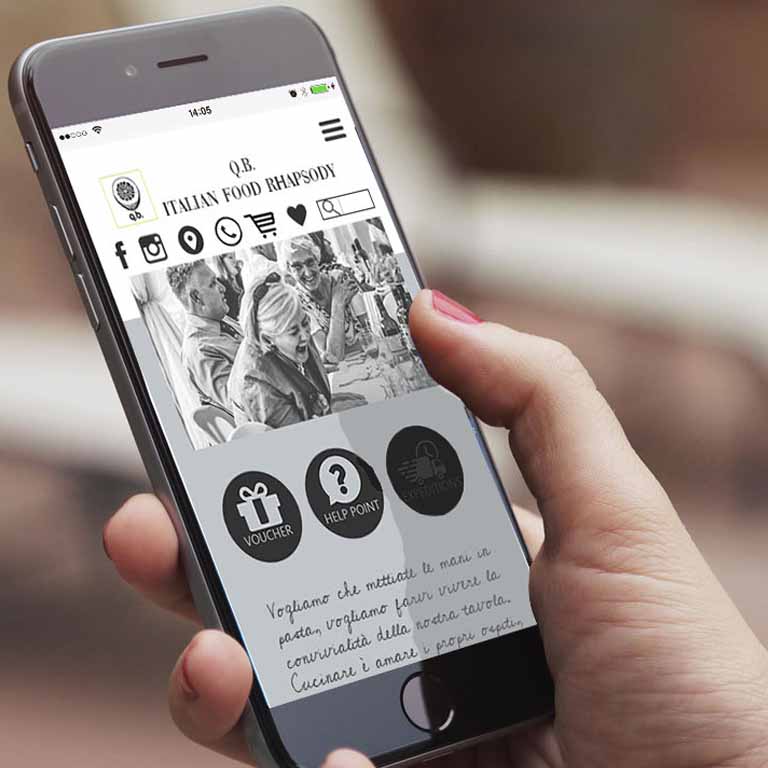 14:05
q.b.
Q.B.
ITALIAN FOOD RHAPSODY
VOUCHER
HELP POINT
EXPEDITIONS
Vogliamo che mettiate le mani in
pasta, vogliamo farvi vivere la
convivialità della nostra tavola.
Cucinare è amare i propri ospiti,